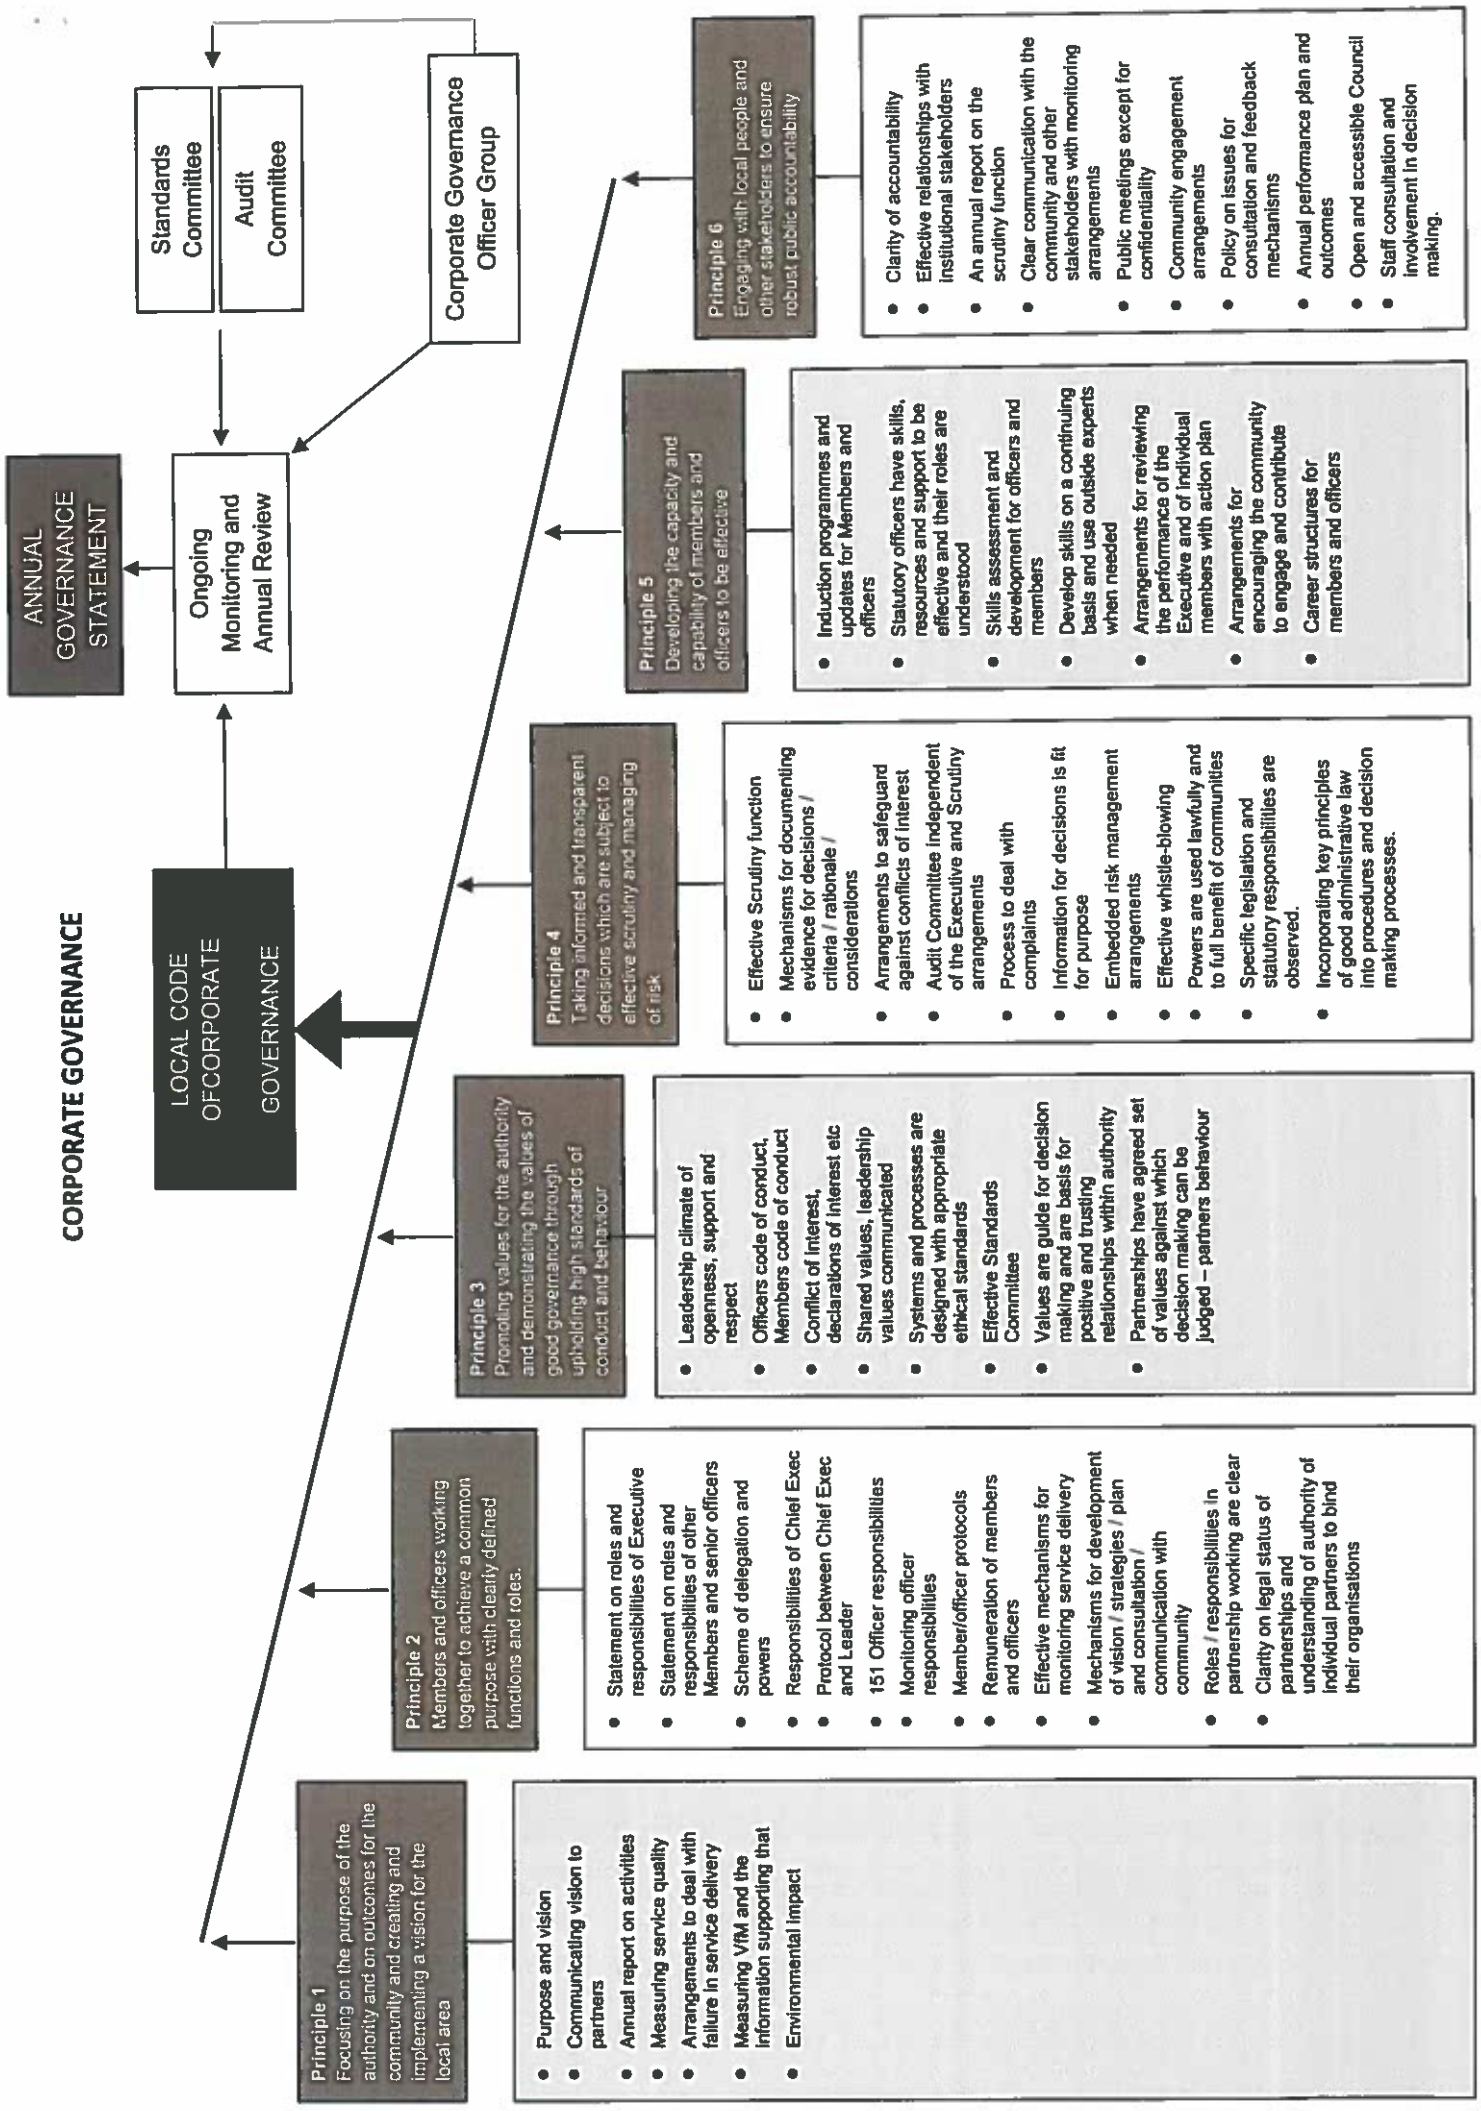 CORPORATE GOVERNANCE
ANNUAL
GOVERNANCE
STATEMENT
LOCAL CODE
OFCORPORATE
GOVERNANCE
Ongoing
Monitoring and
Annual Review
Standards
Committee
Audit
Committee
Corporate Governance
Officer Group
Principle 1
Focusing on the purpose of the
authority and on outcomes for the
community and creating and
implementing a vision for the
local area
• Purpose and vision
• Communicating vision to
partners
• Annual report on activities
• Measuring service quality
• Arrangements to deal with
failure in service delivery
• Measuring VfM and the
information supporting that
• Environmental impact
Principle 2
Members and officers working
together to achieve a common
purpose with clearly defined
functions and roles.
• Statement on roles and
responsibilities of Executive
• Statement on roles and
responsibilities of other
Members and senior officers
• Scheme of delegation and
powers
• Responsibilities of Chief Exec
• Protocol between Chief Exec
and Leader
• 151 Officer responsibilities
• Monitoring officer
responsibilities
• Member/officer protocols
• Remuneration of members
and officers
• Effective mechanisms for
monitoring service delivery
• Mechanisms for development
of vision / strategies / plan
and consultation /
communication with
community
• Roles / responsibilities in
partnership working are clear
• Clarity on legal status of
partnerships and
understanding of authority of
individual partners to bind
their organisations
Principle 3
Promoting values for the authority
and demonstrating the values of
good governance through
upholding high standards of
conduct and behaviour
• Leadership climate of
openness, support and
respect
• Officers code of conduct,
Members code of conduct
• Conflict of interest,
declarations of interest etc
• Shared values, leadership
values communicated
• Systems and processes are
designed with appropriate
ethical standards
• Effective Standards
Committee
• Values are guide for decision
making and are basis for
positive and trusting
relationships within authority
• Partnerships have agreed set
of values against which
decision making can be
judged – partners behaviour
Principle 4
Taking informed and transparent
decisions which are subject to
effective scrutiny and managing
of risk
• Effective Scrutiny function
• Mechanisms for documenting
evidence for decisions /
criteria / rationale /
considerations
• Arrangements to safeguard
against conflicts of interest
• Audit Committee independent
of the Executive and Scrutiny
arrangements
• Process to deal with
complaints
• Information for decisions is fit
for purpose
• Embedded risk management
arrangements
• Effective whistle-blowing
• Powers are used lawfully and
to full benefit of communities
• Specific legislation and
statutory responsibilities are
observed.
• Incorporating key principles
of good administrative law
into procedures and decision
making processes.
Principle 5
Developing the capacity and
capability of members and
officers to be effective
• Induction programmes and
updates for Members and
officers
• Statutory officers have skills,
resources and support to be
effective and their roles are
understood
• Skills assessment and
development for officers and
members
• Develop skills on a continuing
basis and use outside experts
when needed
• Arrangements for reviewing
the performance of the
Executive and of individual
members with action plan
• Arrangements for
encouraging the community
to engage and contribute
• Career structures for
members and officers
Principle 6
Engaging with local people and
other stakeholders to ensure
robust public accountability
• Clarity of accountability
• Effective relationships with
institutional stakeholders
• An annual report on the
scrutiny function
• Clear communication with the
community and other
stakeholders with monitoring
arrangements
• Public meetings except for
confidentiality
• Community engagement
arrangements
• Policy on issues for
consultation and feedback
mechanisms
• Annual performance plan and
outcomes
• Open and accessible Council
• Staff consultation and
involvement in decision
making.